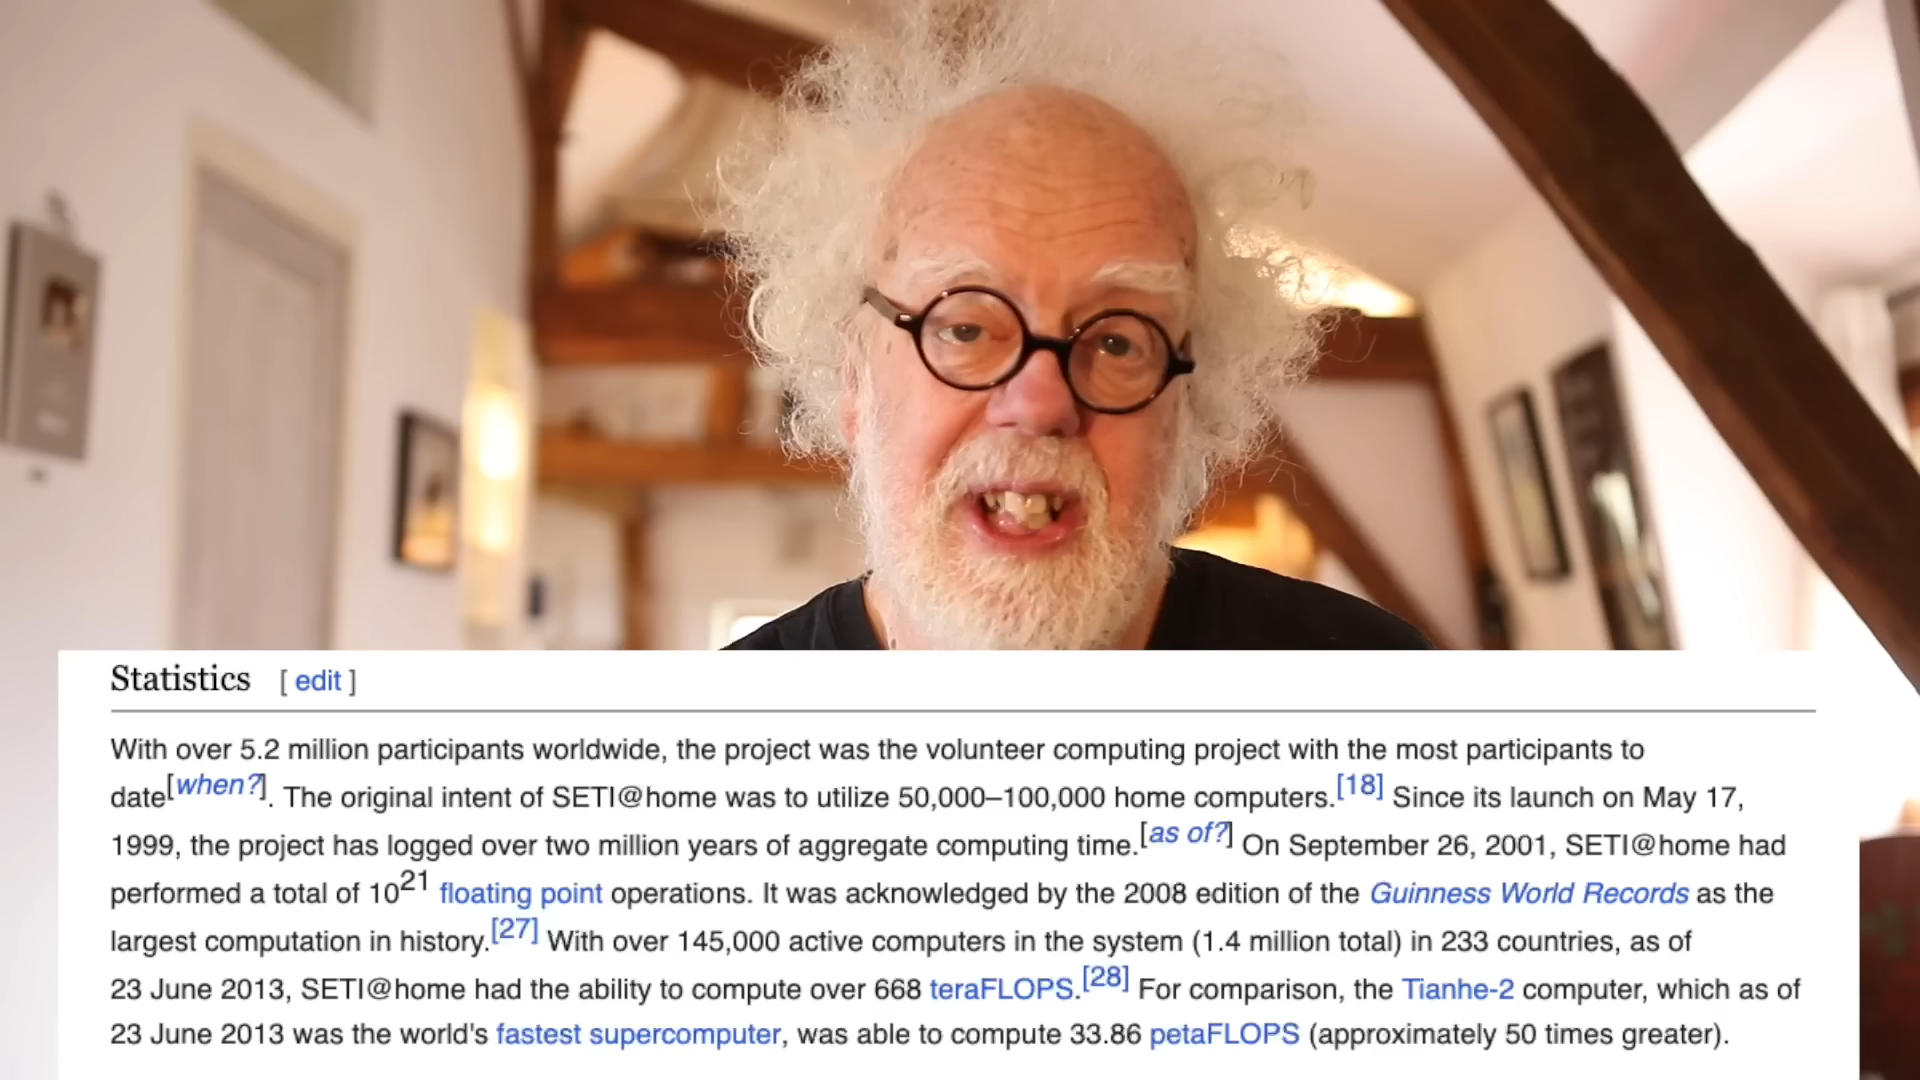 Statistics [ edit ]
With over 5.2 million participants worldwide, the project was the volunteer computing project with the most participants to
date[when?]. The original intent of SETI@home was to utilize 50,000–100,000 home computers.[18] Since its launch on May 17,
1999, the project has logged over two million years of aggregate computing time.[as of?] On September 26, 2001, SETI@home had
performed a total of 10²¹ floating point operations. It was acknowledged by the 2008 edition of the Guinness World Records as the
largest computation in history.[27] With over 145,000 active computers in the system (1.4 million total) in 233 countries, as of
23 June 2013, SETI@home had the ability to compute over 668 teraFLOPS.[28] For comparison, the Tianhe-2 computer, which as of
23 June 2013 was the world's fastest supercomputer, was able to compute 33.86 petaFLOPS (approximately 50 times greater).